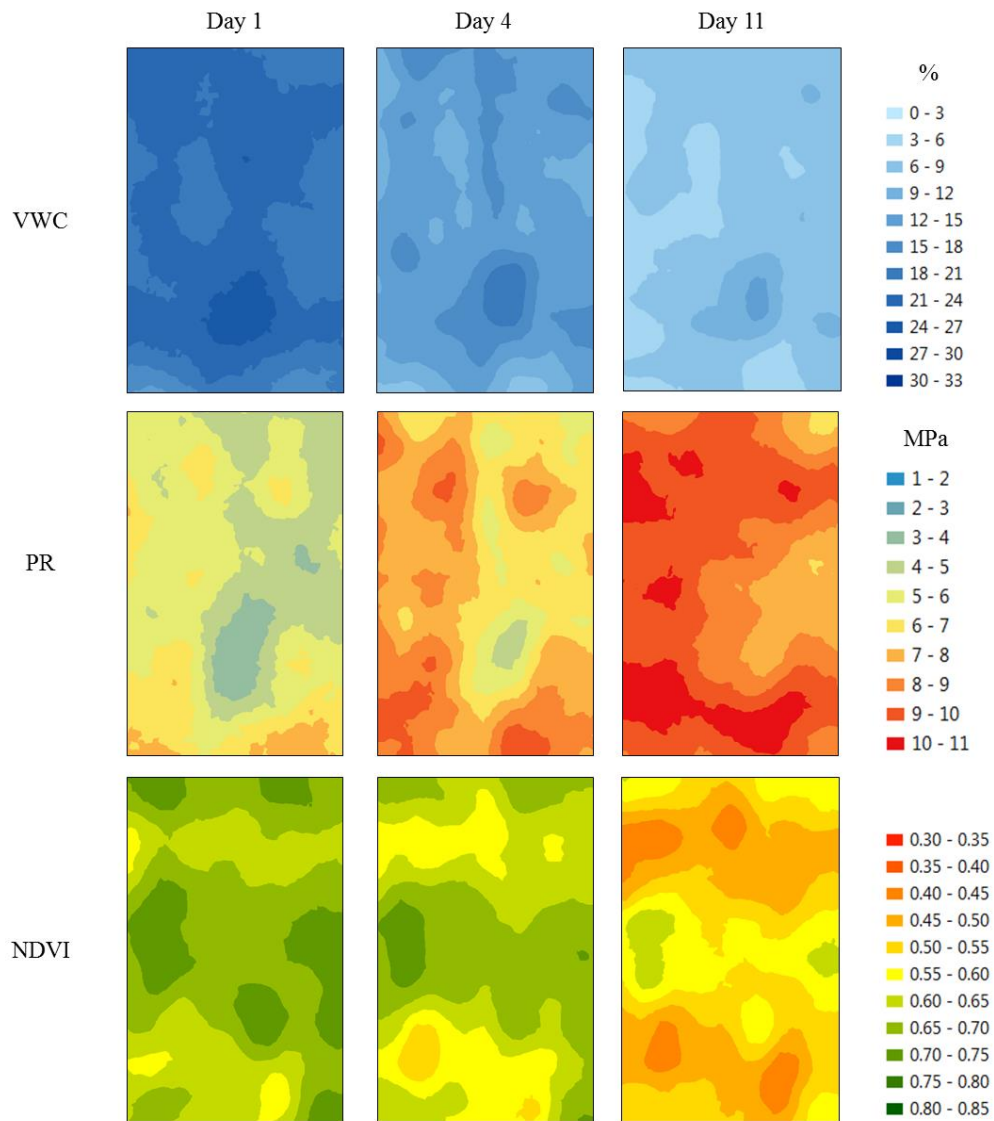 Day 1
Day 4
Day 11
VWC
%
0 - 3
3 - 6
6 - 9
9 - 12
12 - 15
15 - 18
18 - 21
21 - 24
24 - 27
27 - 30
30 - 33
PR
MPa
1 - 2
2 - 3
3 - 4
4 - 5
5 - 6
6 - 7
7 - 8
8 - 9
9 - 10
10 - 11
NDVI
0.30 - 0.35
0.35 - 0.40
0.40 - 0.45
0.45 - 0.50
0.50 - 0.55
0.55 - 0.60
0.60 - 0.65
0.65 - 0.70
0.70 - 0.75
0.75 - 0.80
0.80 - 0.85